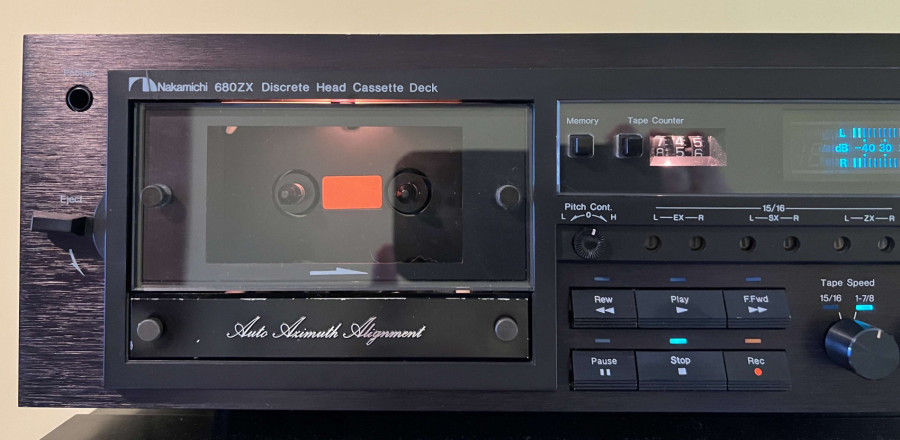 Phones
Nakamichi 680ZX Discrete Head Cassette Deck
Eject
Auto Azimuth Alignment
Memory
Tape Counter
L
dB -40 30
R
Pitch Cont.
L 0 H
15/16
L EX R
L SX R
L ZX R
Rew
Play
F.Fwd
Pause
Stop
Rec
Tape Speed
15/16 1-7/8